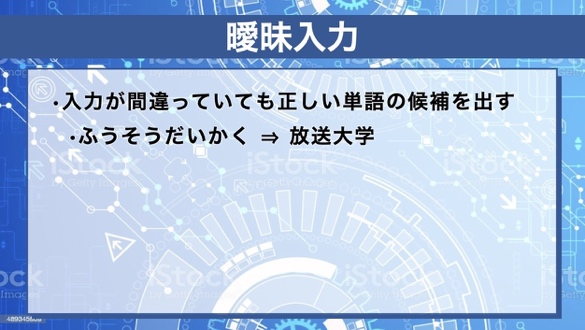 曖昧入力
・入力が間違っていても正しい単語の候補を出す
・ふうそうだいかく ⇒ 放送大学
iStock